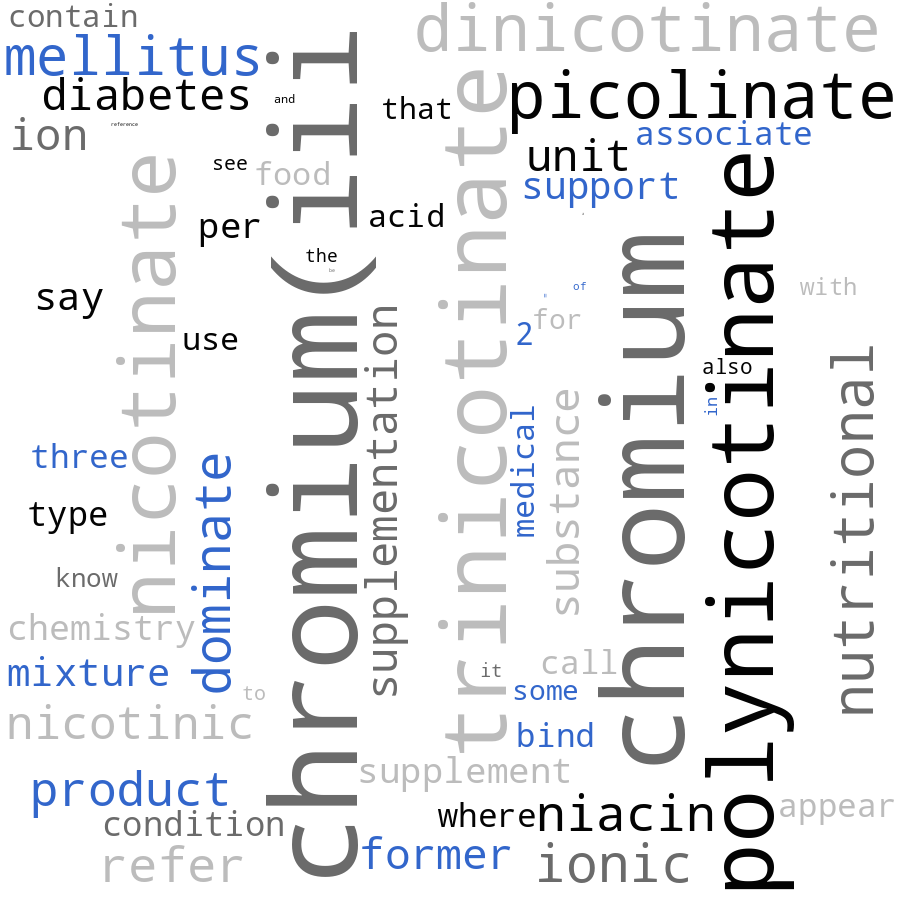 contain
dinicotinate
mellitus
diabetes
and
that
picolinate
ion
reference
associate
unit
see
food
support
per
acid
the
be
say
of
with
use
2
for
also
in
nicotinate
chromium(iii
supplementation
trinicotinate
medical
substance
chromium
polynicotinate
nutritional
three
dominate
type
know
chemistry
mixture
to
it
call
some
nicotinic
bind
product
supplement
condition
where
niacin
appear
refer
former
ionic